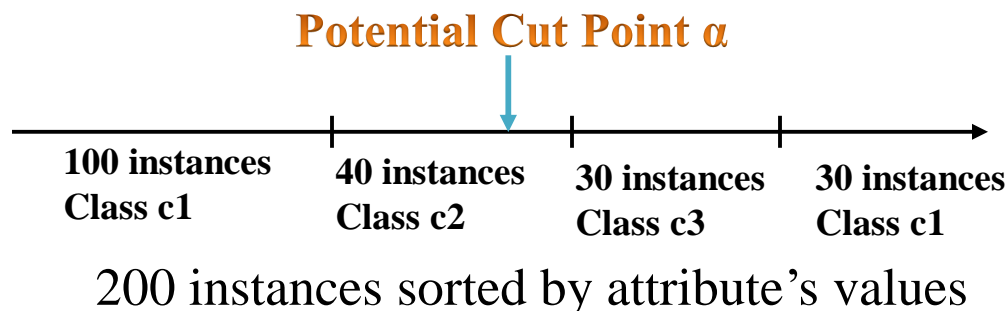 Potential Cut Point α
100 instances
Class c1
40 instances
Class c2
30 instances
Class c3
30 instances
Class c1
200 instances sorted by attribute’s values